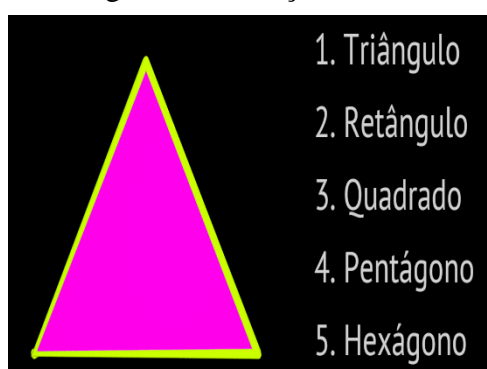 1. Triângulo
2. Retângulo
3. Quadrado
4. Pentágono
5. Hexágono